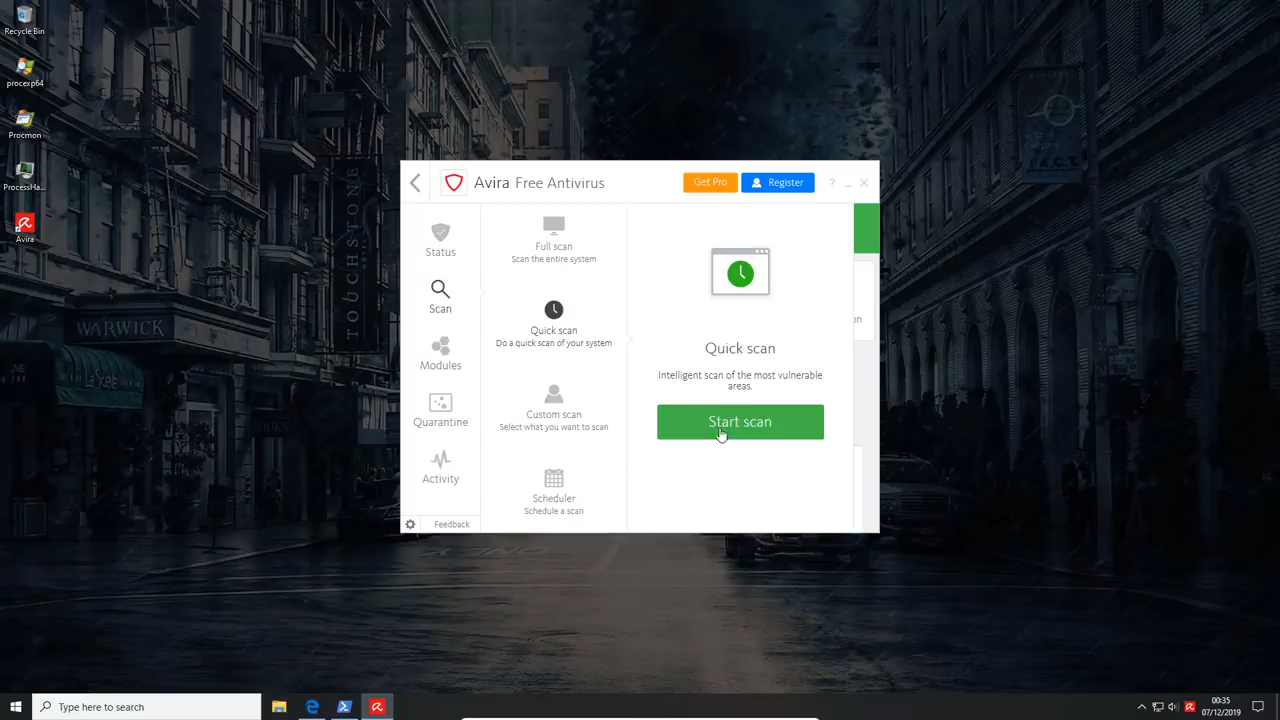 Recycle Bin
procexp64
Procmon
ProcessHa...
Avira
TOUCHSTONE
WARWICK
Avira Free Antivirus
Get Pro
Register
?
Status
Scan
Modules
Quarantine
Activity
Feedback
Full scan
Scan the entire system
Quick scan
Do a quick scan of your system
Custom scan
Select what you want to scan
Scheduler
Schedule a scan
Quick scan
Intelligent scan of the most vulnerable
areas.
Start scan
on
Type here to search
00:35
07/12/2019